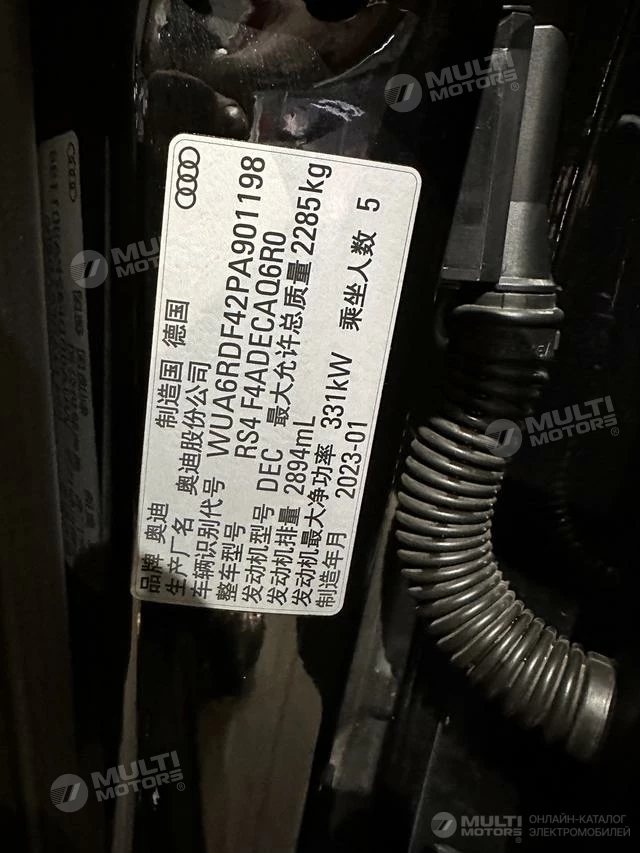 品牌 奥迪 制造国 德国
生产厂名 奥迪股份公司
车辆识别代号 WUA6RDF42PA901198
整车型号 RS4 F4ADECAQ6R0
发动机型号 DEC 最大允许总质量 2285kg
发动机排量 2894mL
发动机最大净功率 331kW 乘坐人数 5
制造年月 2023-01
MULTI MOTORS®
MULTI MOTORS®
MULTI MOTORS®
MULTI MOTORS®
MULTI MOTORS®
ОНЛАЙН-КАТАЛОГ
ЭЛЕКТРОМОБИЛЕЙ